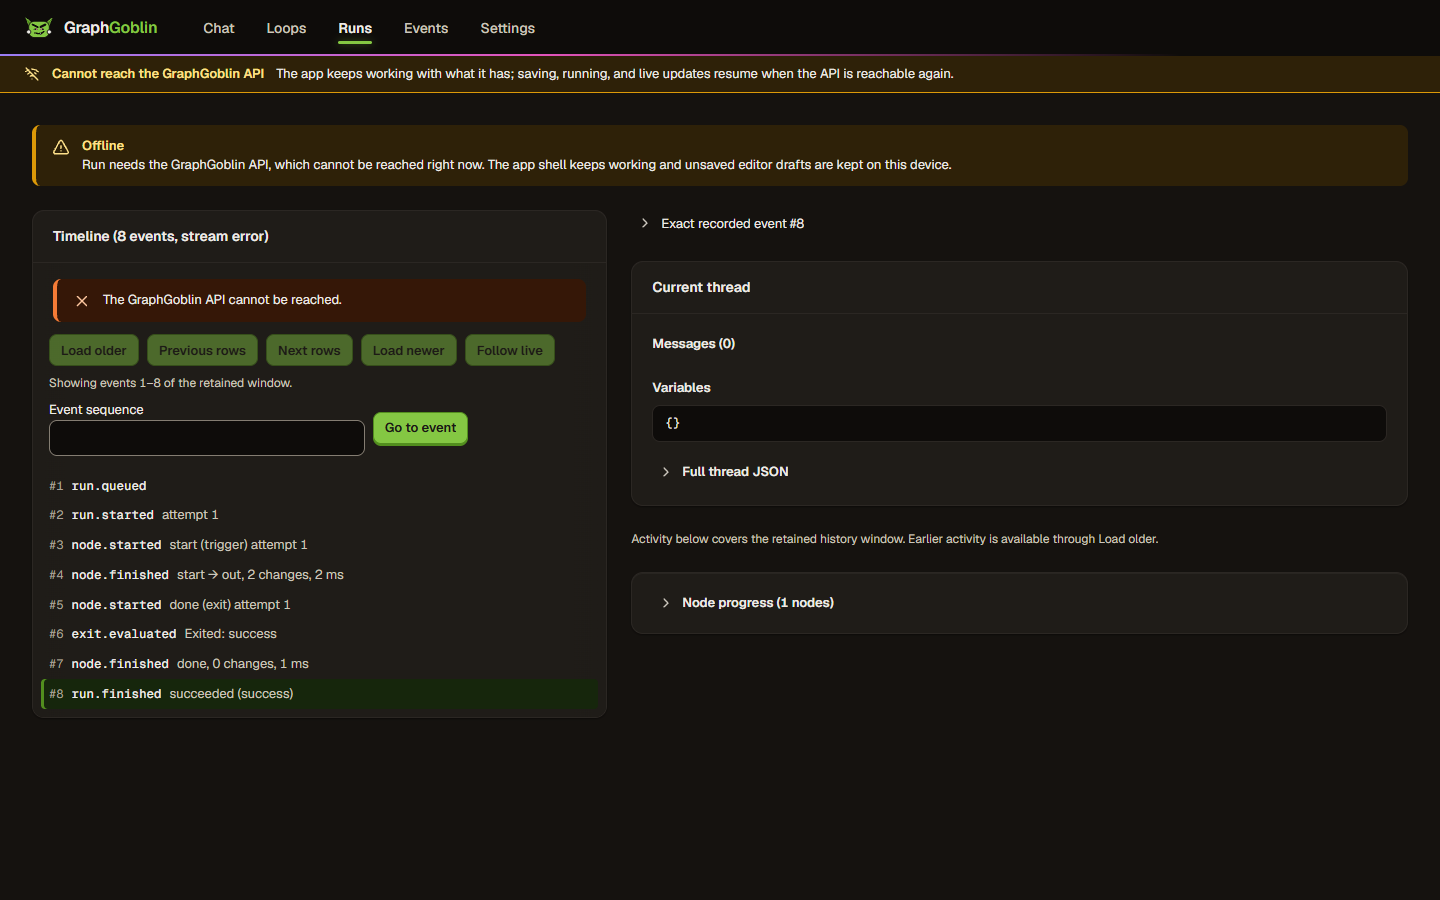 GraphGoblin Chat Loops Runs Events Settings
Cannot reach the GraphGoblin API The app keeps working with what it has; saving, running, and live updates resume when the API is reachable again.
Offline
Run needs the GraphGoblin API, which cannot be reached right now. The app shell keeps working and unsaved editor drafts are kept on this device.
Timeline (8 events, stream error)
The GraphGoblin API cannot be reached.
Load older Previous rows Next rows Load newer Follow live
Showing events 1–8 of the retained window.
Event sequence
Go to event
#1 run.queued
#2 run.started attempt 1
#3 node.started start (trigger) attempt 1
#4 node.finished start → out, 2 changes, 2 ms
#5 node.started done (exit) attempt 1
#6 exit.evaluated Exited: success
#7 node.finished done, 0 changes, 1 ms
#8 run.finished succeeded (success)
Exact recorded event #8
Current thread
Messages (0)
Variables
{}
Full thread JSON
Activity below covers the retained history window. Earlier activity is available through Load older.
Node progress (1 nodes)